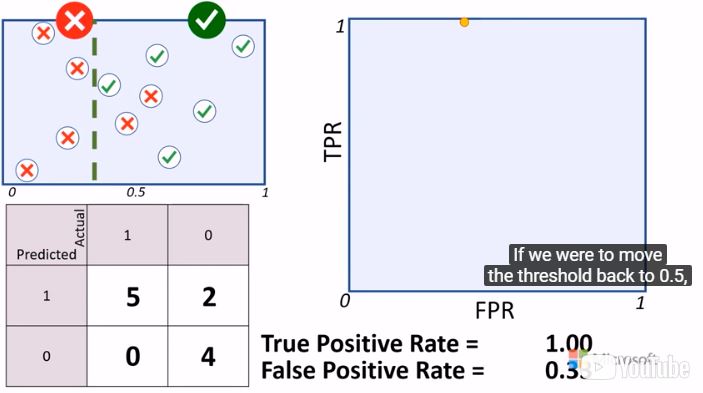 0
0.5
1
Actual
Predicted
1
0
1
5
2
0
0
4
1
TPR
0
FPR
1
If we were to move
the threshold back to 0.5,
True Positive Rate =
1.00
False Positive Rate =
Microsoft
YouTube